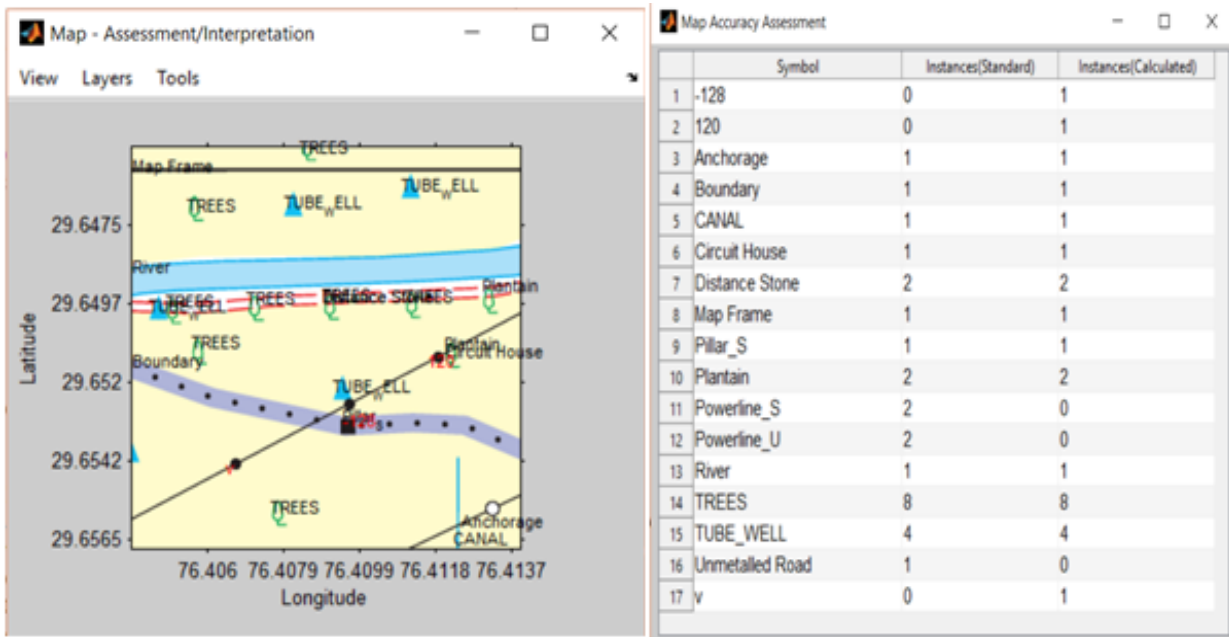 Map - Assessment/Interpretation
View Layers Tools
TREES
Map Frame
TUBE_WELL
TREES
TUBE_WELL
29.6475
River
Plantain
29.6497
TUBE_WELL
TREES
TREES
Distance Stone
TREES
TREES
Plantain
Circuit House
120
Boundary
29.652
TUBE_WELL
Pillar_S
29.6542
v
TREES
Anchorage
CANAL
29.6565
76.406 76.4079 76.4099 76.4118 76.4137
Latitude
Longitude
Map Accuracy Assessment
Symbol Instances(Standard) Instances(Calculated)
1 -128 0 1
2 120 0 1
3 Anchorage 1 1
4 Boundary 1 1
5 CANAL 1 1
6 Circuit House 1 1
7 Distance Stone 2 2
8 Map Frame 1 1
9 Pillar_S 1 1
10 Plantain 2 2
11 Powerline_S 2 0
12 Powerline_U 2 0
13 River 1 1
14 TREES 8 8
15 TUBE_WELL 4 4
16 Unmetalled Road 1 0
17 v 0 1